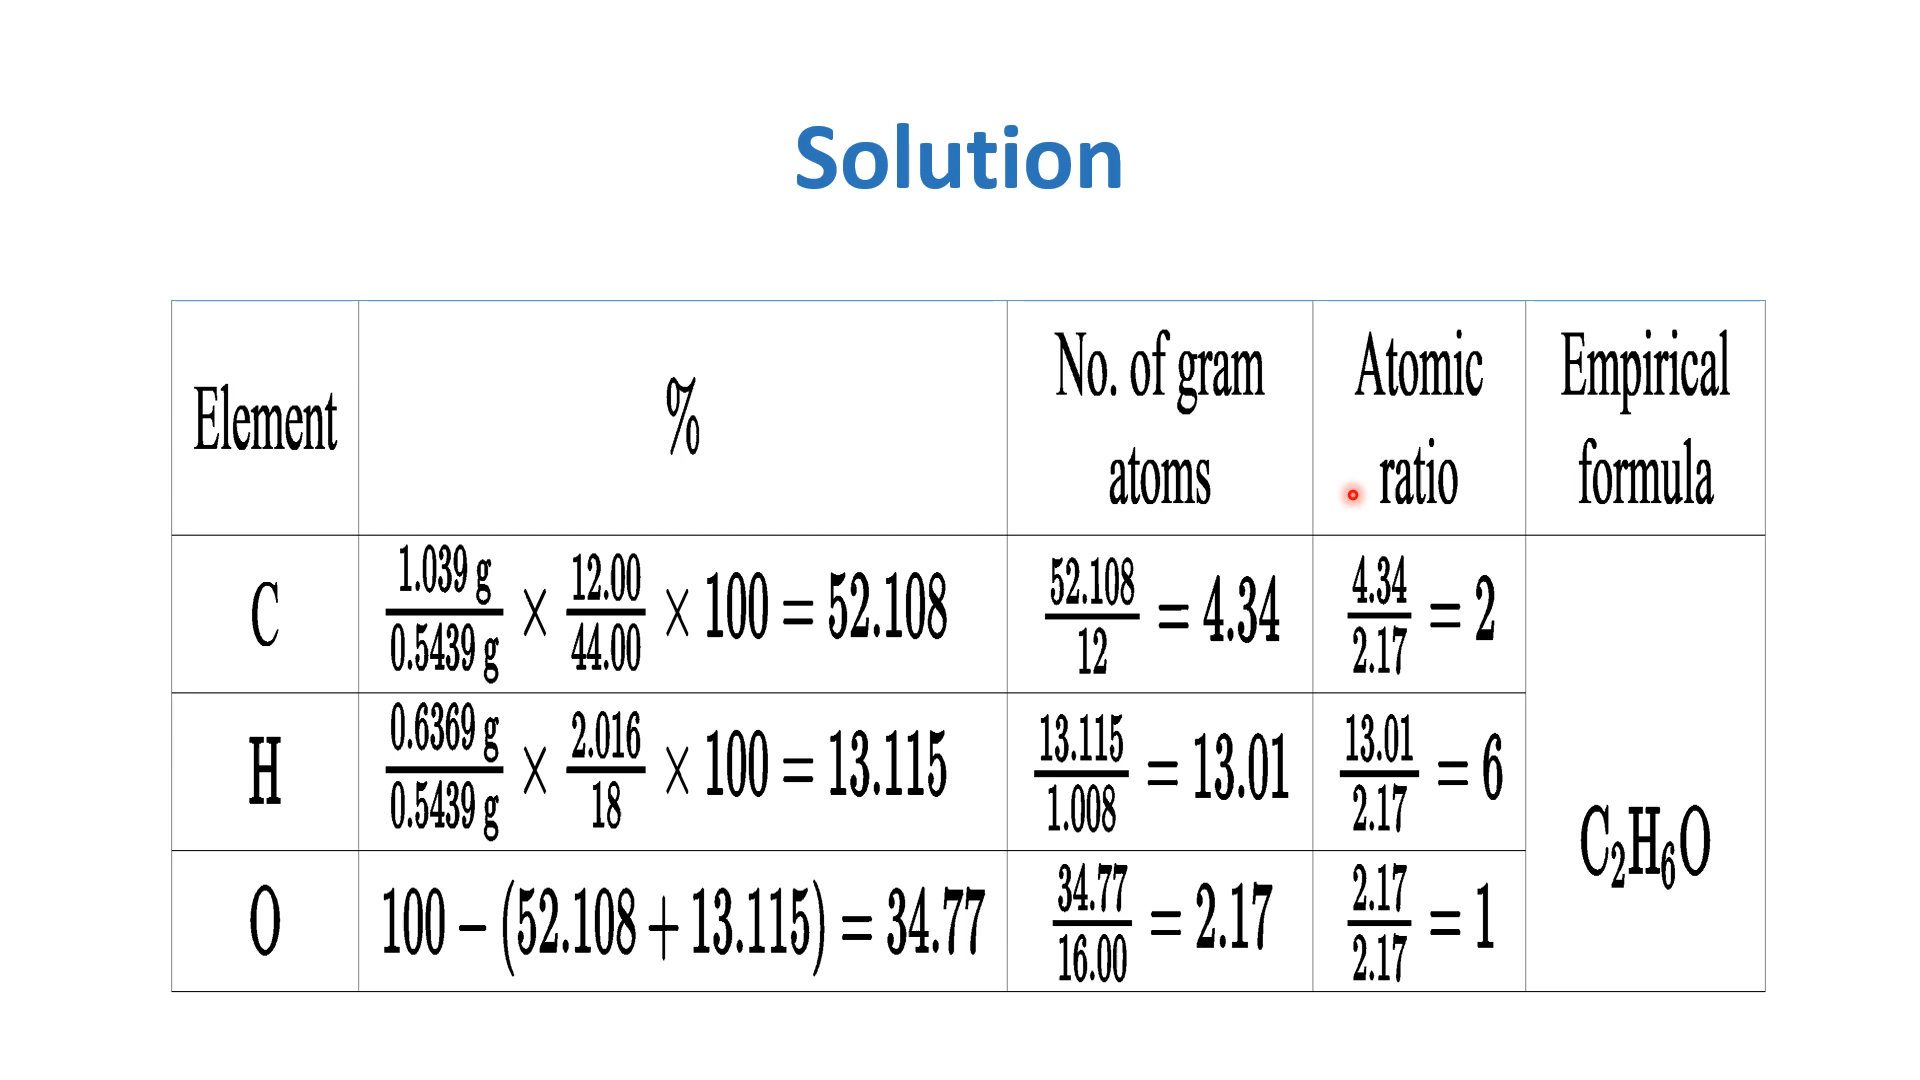 Solution
Element % No. of gram atoms Atomic ratio Empirical formula
C 1.039 g / 0.5439 g × 12.00 / 44.00 × 100 = 52.108 52.108 / 12 = 4.34 4.34 / 2.17 = 2
H 0.6369 g / 0.5439 g × 2.016 / 18 × 100 = 13.115 13.115 / 1.008 = 13.01 13.01 / 2.17 = 6
C₂H₆O
O 100 − (52.108 + 13.115) = 34.77 34.77 / 16.00 = 2.17 2.17 / 2.17 = 1